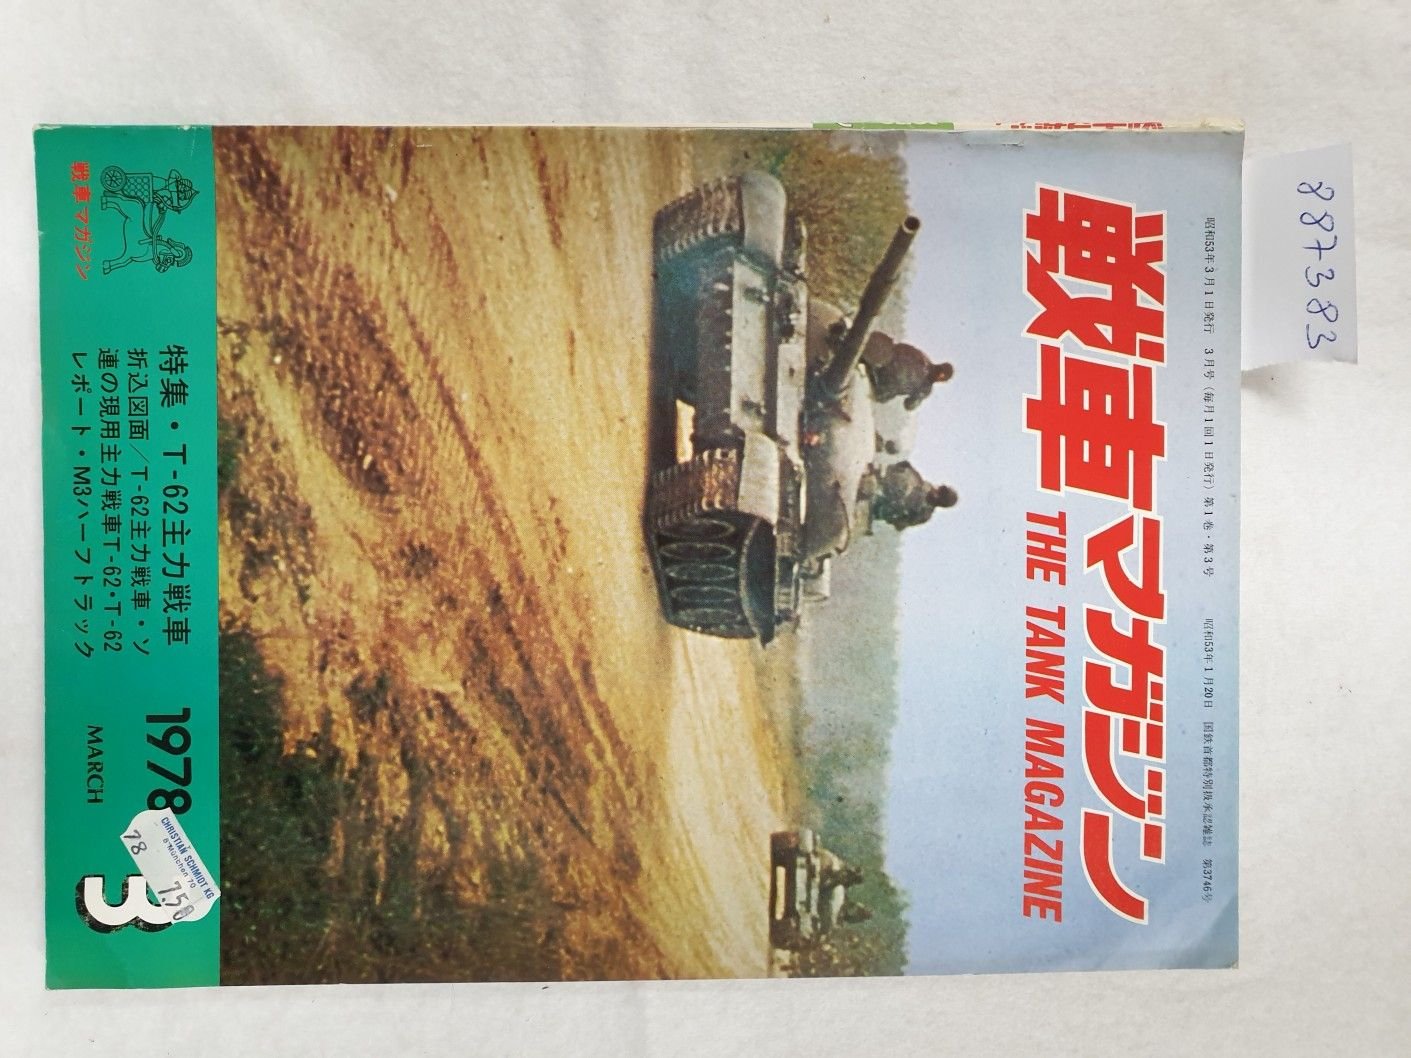 昭和53年3月1日発行 3月号(毎月1回1日発行)第1巻・第3号 昭和53年1月20日 国鉄首都特別扱承認雑誌 第3746号
戦車マガジン
THE TANK MAGAZINE
戦車マガジン
特集・T-62主力戦車
折込図面/T-62主力戦車・ソ
連の現用主力戦車T-62・T-62
レポート・M3ハーフトラック
1978
MARCH
3
CHRISTIAN SCHMIDT KG
8 München 70
78
7.50
887383